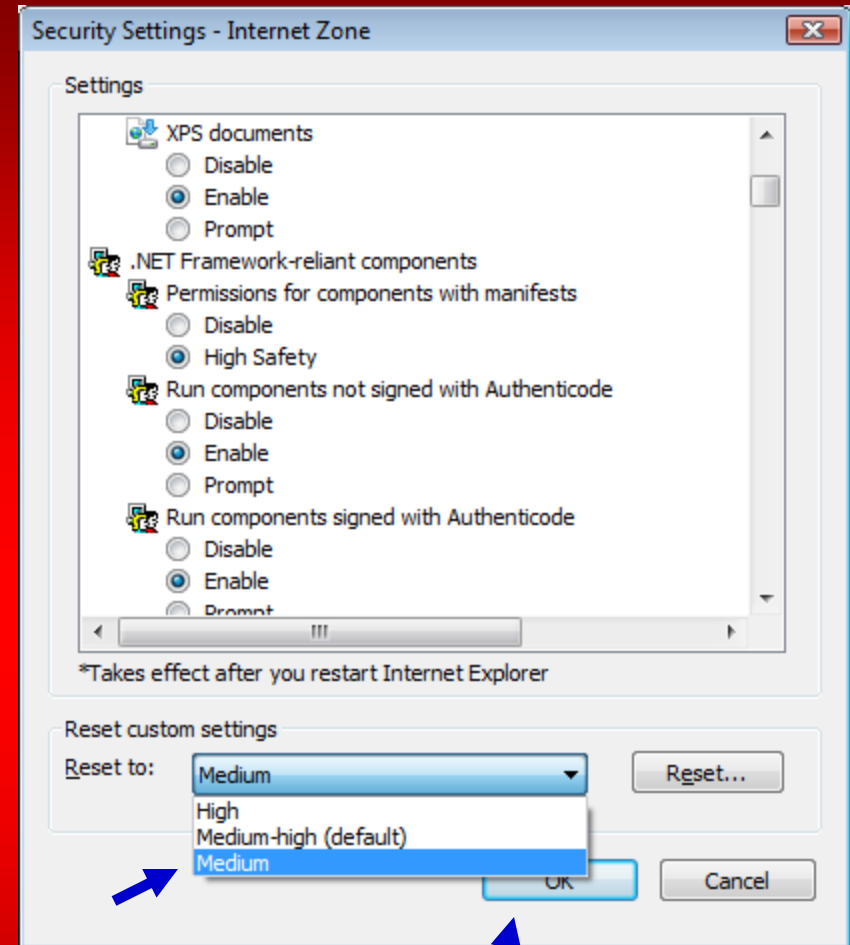 Security Settings - Internet Zone
Settings
XPS documents
Disable
Enable
Prompt
.NET Framework-reliant components
Permissions for components with manifests
Disable
High Safety
Run components not signed with Authenticode
Disable
Enable
Prompt
Run components signed with Authenticode
Disable
Enable
Prompt
*Takes effect after you restart Internet Explorer
Reset custom settings
Reset to: Medium Reset...
High
Medium-high (default)
Medium
OK Cancel